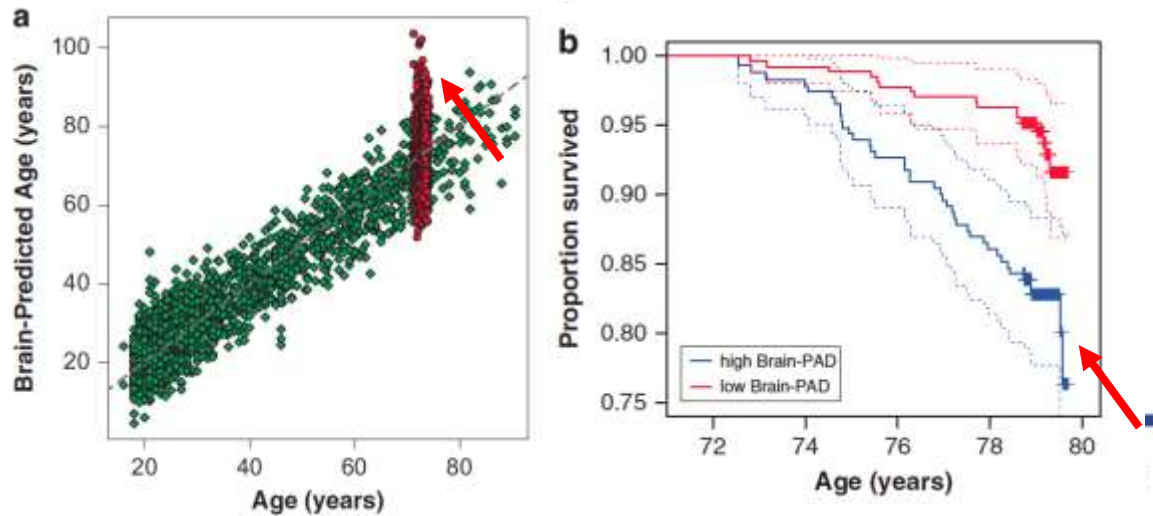 a
Brain-Predicted Age (years)
100
80
60
40
20
20 40 60 80
Age (years)
b
Proportion survived
1.00
0.95
0.90
0.85
0.80
0.75
high Brain-PAD
low Brain-PAD
72 74 76 78 80
Age (years)